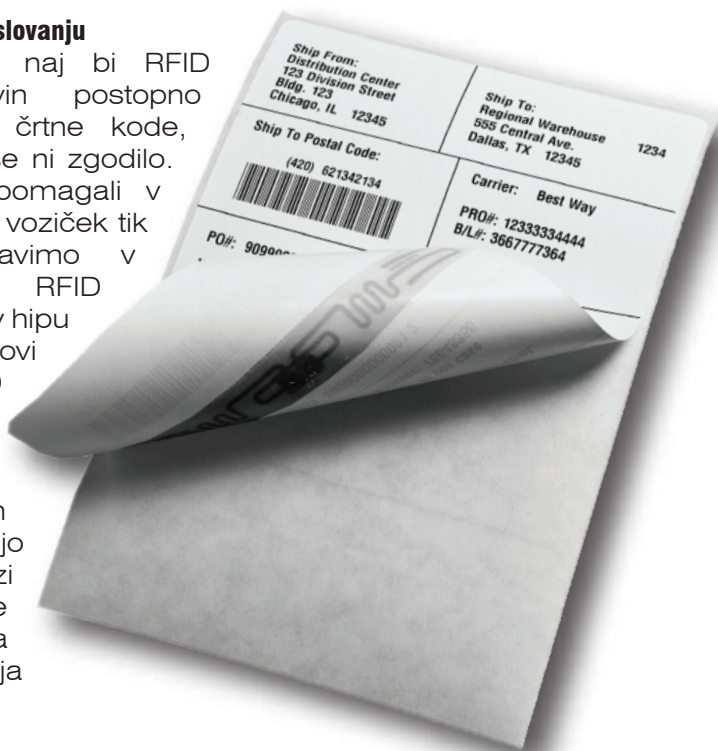 slovanju
naj bi RFID
vin postopno
črtne kode,
še ni zgodilo.
pomagali v
voziček tik
avimo v
RFID
v hipu
ovi
jo
zi
e
a
ja
Ship From:
Distribution Center
123 Division Street
Bldg. 123
Chicago, IL 12345
Ship To:
Regional Warehouse 1234
555 Central Ave.
Dallas, TX 12345
Ship To Postal Code:
(420) 621342134
Carrier: Best Way
PRO#: 12333334444
B/L#: 3667777364
PO#: